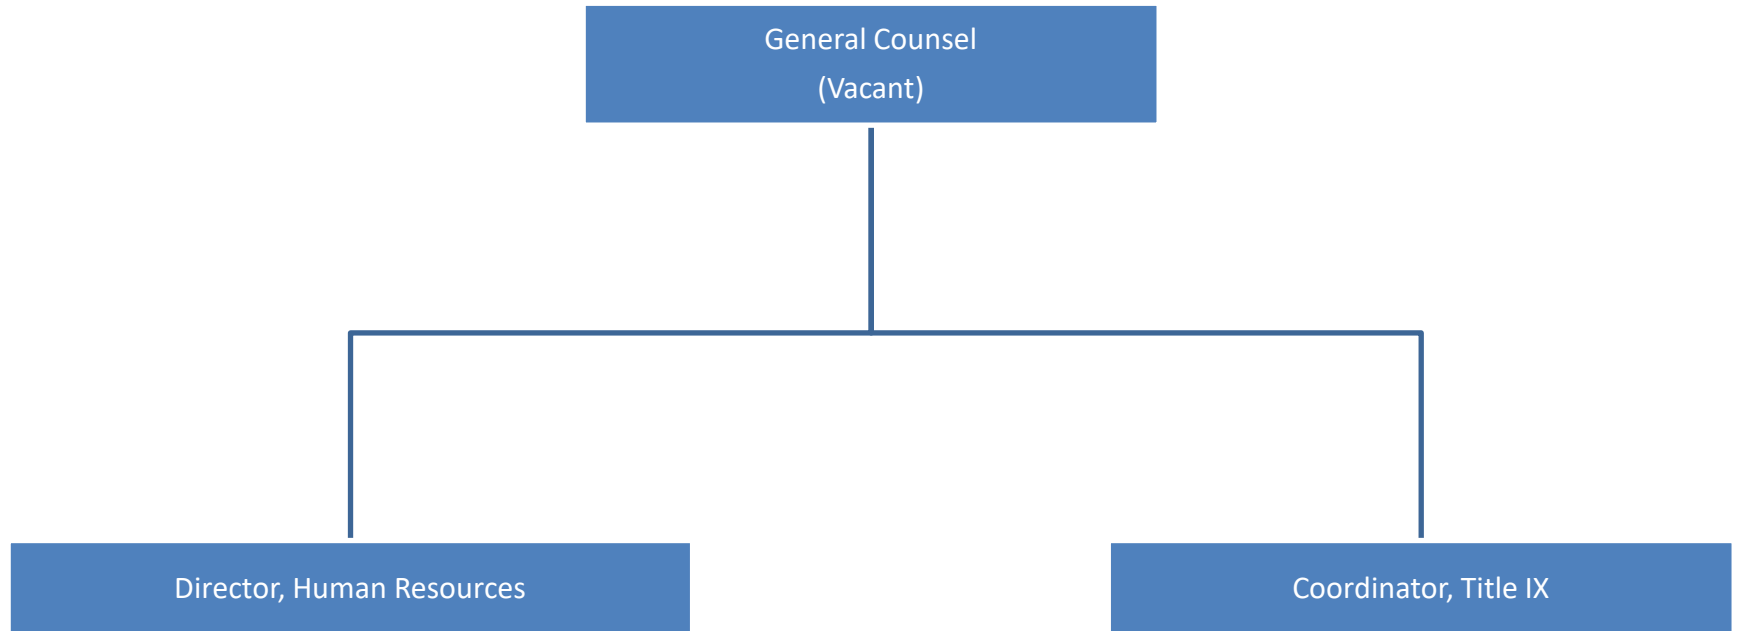 General Counsel
(Vacant)
Director, Human Resources
Coordinator, Title IX